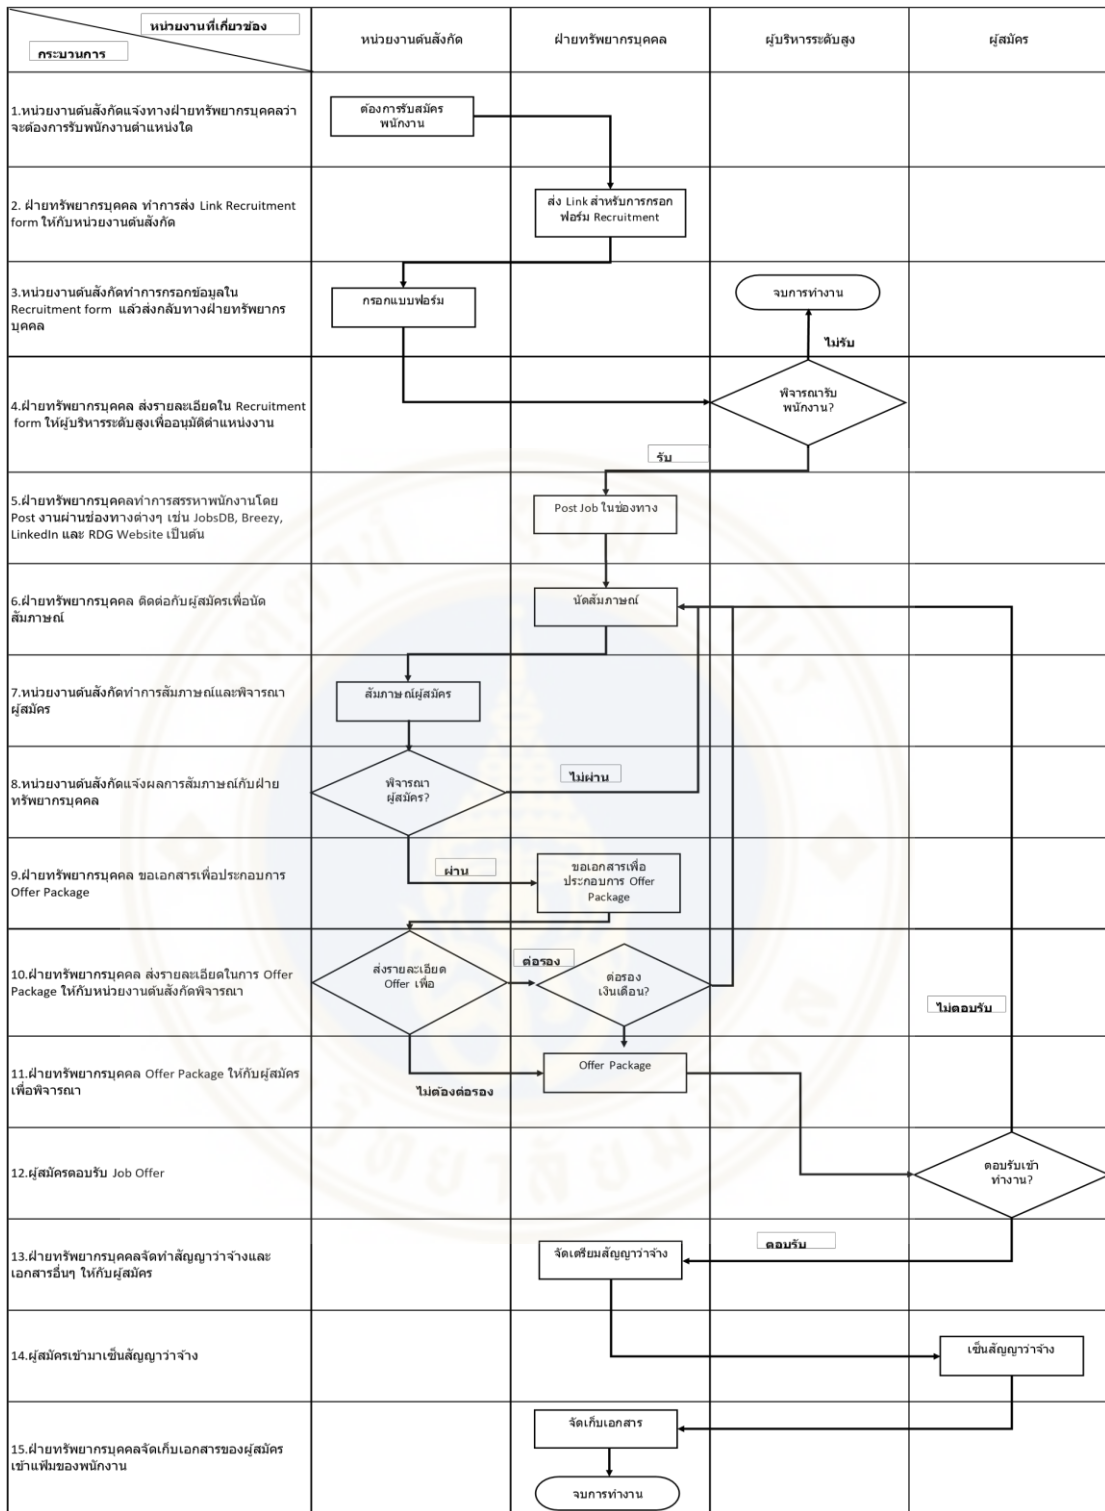 หน่วยงานที่เกี่ยวข้อง
กระบวนการ
หน่วยงานต้นสังกัด
ฝ่ายทรัพยากรบุคคล
ผู้บริหารระดับสูง
ผู้สมัคร
1.หน่วยงานต้นสังกัดแจ้งทางฝ่ายทรัพยากรบุคคลว่า
จะต้องการรับพนักงานตำแหน่งใด
ต้องการรับสมัคร
พนักงาน
2. ฝ่ายทรัพยากรบุคคล ทำการส่ง Link Recruitment
form ให้กับหน่วยงานต้นสังกัด
ส่ง Link สำหรับการกรอก
ฟอร์ม Recruitment
3.หน่วยงานต้นสังกัดทำการกรอกข้อมูลใน
Recruitment form แล้วส่งกลับทางฝ่ายทรัพยากร
บุคคล
กรอกแบบฟอร์ม
จบการทำงาน
ไม่รับ
4.ฝ่ายทรัพยากรบุคคล ส่งรายละเอียดใน Recruitment
form ให้ผู้บริหารระดับสูงเพื่ออนุมัติตำแหน่งงาน
พิจารณารับ
พนักงาน?
รับ
5.ฝ่ายทรัพยากรบุคคลทำการสรรหาพนักงานโดย
Post งานผ่านช่องทางต่างๆ เช่น JobsDB, Breezy,
LinkedIn และ RDG Website เป็นต้น
Post Job ในช่องทาง
6.ฝ่ายทรัพยากรบุคคล ติดต่อกับผู้สมัครเพื่อนัด
สัมภาษณ์
นัดสัมภาษณ์
7.หน่วยงานต้นสังกัดทำการสัมภาษณ์และพิจารณา
ผู้สมัคร
สัมภาษณ์ผู้สมัคร
8.หน่วยงานต้นสังกัดแจ้งผลการสัมภาษณ์กับฝ่าย
ทรัพยากรบุคคล
พิจารณา
ผู้สมัคร?
ไม่ผ่าน
9.ฝ่ายทรัพยากรบุคคล ขอเอกสารเพื่อประกอบการ
Offer Package
ผ่าน
ขอเอกสารเพื่อ
ประกอบการ Offer
Package
10.ฝ่ายทรัพยากรบุคคล ส่งรายละเอียดในการ Offer
Package ให้กับหน่วยงานต้นสังกัดพิจารณา
ส่งรายละเอียด
Offer เพื่อ
ต่อรอง
ต่อรอง
เงินเดือน?
ไม่ตอบรับ
11.ฝ่ายทรัพยากรบุคคล Offer Package ให้กับผู้สมัคร
เพื่อพิจารณา
ไม่ต้องต่อรอง
Offer Package
12.ผู้สมัครตอบรับ Job Offer
ตอบรับเข้า
ทำงาน?
13.ฝ่ายทรัพยากรบุคคลจัดทำสัญญาว่าจ้างและ
เอกสารอื่นๆ ให้กับผู้สมัคร
จัดเตรียมสัญญาว่าจ้าง
ตอบรับ
14.ผู้สมัครเข้ามาเซ็นสัญญาว่าจ้าง
เซ็นสัญญาว่าจ้าง
15.ฝ่ายทรัพยากรบุคคลจัดเก็บเอกสารของผู้สมัคร
เข้าแฟ้มของพนักงาน
จัดเก็บเอกสาร
จบการทำงาน